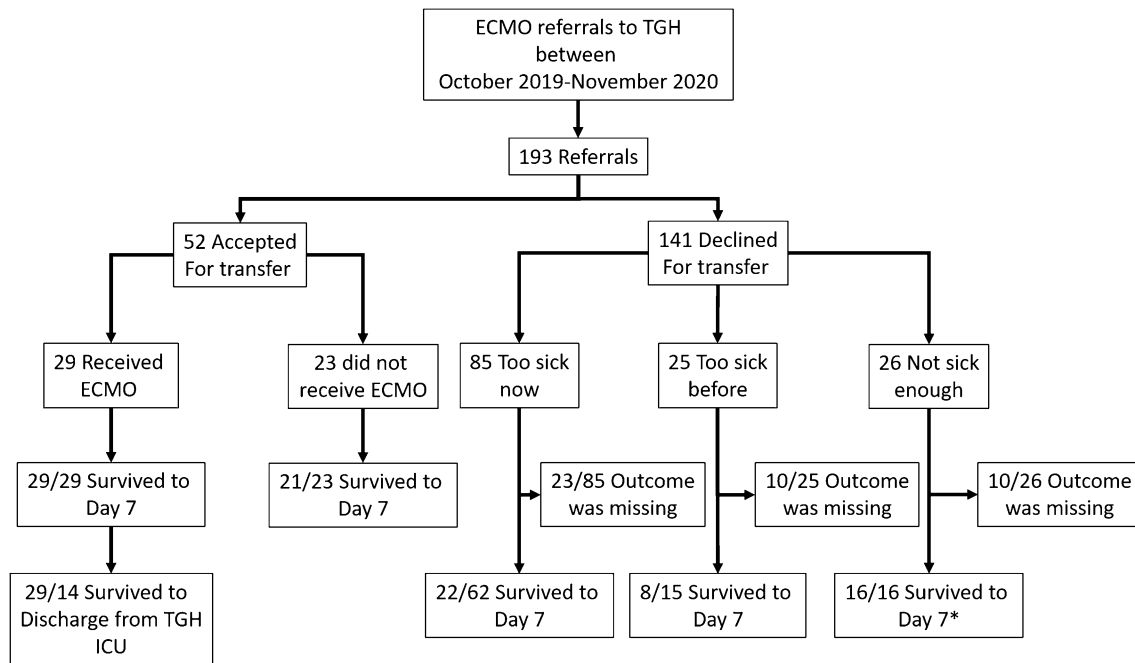 ECMO referrals to TGH
between
October 2019-November 2020
193 Referrals
52 Accepted
For transfer
141 Declined
For transfer
29 Received
ECMO
23 did not
receive ECMO
85 Too sick
now
25 Too sick
before
26 Not sick
enough
29/29 Survived to
Day 7
21/23 Survived to
Day 7
23/85 Outcome
was missing
10/25 Outcome
was missing
10/26 Outcome
was missing
29/14 Survived to
Discharge from TGH
ICU
22/62 Survived to
Day 7
8/15 Survived to
Day 7
16/16 Survived to
Day 7*